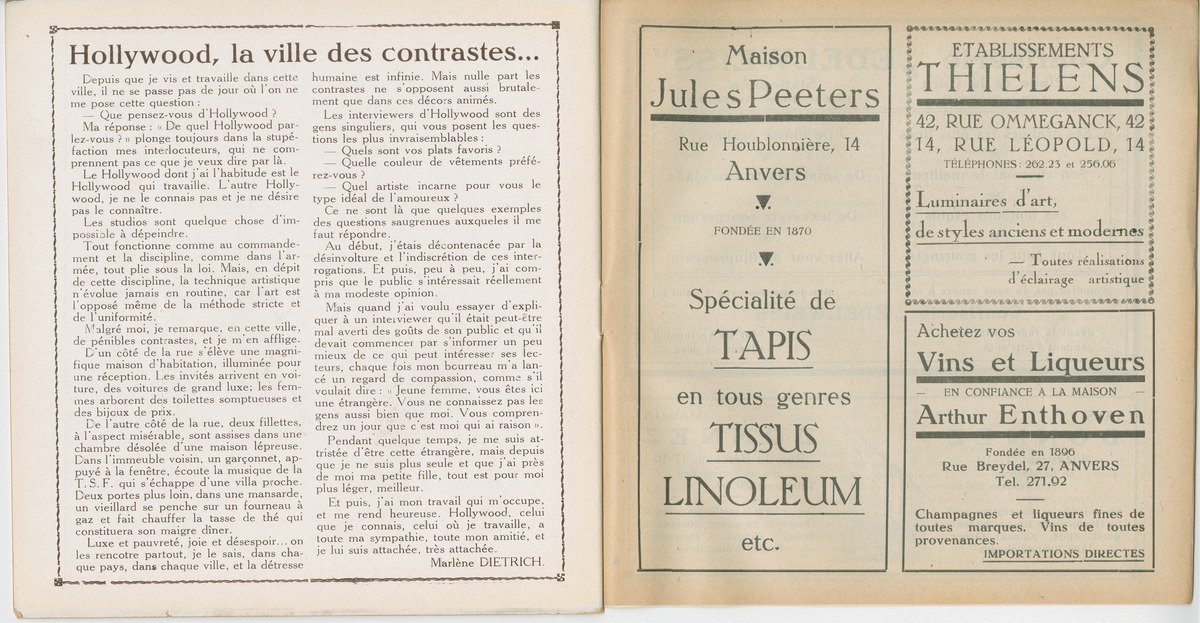 Hollywood, la ville des contrastes...
Depuis que je vis et travaille dans cette
ville, il ne se passe pas de jour où l'on ne
me pose cette question :
— Que pensez-vous d'Hollywood ?
Ma réponse : « De quel Hollywood par-
lez-vous ? » plonge toujours dans la stupé-
faction mes interlocuteurs, qui ne com-
prennent pas ce que je veux dire par là.
Le Hollywood dont j'ai l'habitude est le
Hollywood qui travaille. L'autre Holly-
wood, je ne le connais pas et je ne désire
pas le connaître.
Les studios sont quelque chose d'im-
possible à dépeindre.
Tout fonctionne comme au commande-
ment et la discipline, comme dans l'ar-
mée, tout plie sous la loi. Mais, en dépit
de cette discipline, la technique artistique
n'évolue jamais en routine, car l'art est
l'opposé même de la méthode stricte et
de l'uniformité.
Malgré moi, je remarque, en cette ville,
de pénibles contrastes, et je m'en afflige.
D'un côté de la rue s'élève une magni-
fique maison d'habitation, illuminée pour
une réception. Les invités arrivent en voi-
ture, des voitures de grand luxe; les fem-
mes arborent des toilettes somptueuses et
des bijoux de prix.
De l'autre côté de la rue, deux fillettes,
à l'aspect misérable, sont assises dans une
chambre désolée d'une maison lépreuse.
Dans l'immeuble voisin, un garçonnet, ap-
puyé à la fenêtre, écoute la musique de la
T. S. F. qui s'échappe d'une villa proche.
Deux portes plus loin, dans une mansarde,
un vieillard se penche sur un fourneau à
gaz et fait chauffer la tasse de thé qui
constituera son maigre dîner.
Luxe et pauvreté, joie et désespoir... on
les rencotre partout, je le sais, dans cha-
que pays, dans chaque ville, et la détresse
humaine est infinie. Mais nulle part les
contrastes ne s'opposent aussi brutale-
ment que dans ces décors animés.
Les interviewers d'Hollywood sont des
gens singuliers, qui vous posent les ques-
tions les plus invraisemblables :
— Quels sont vos plats favoris ?
— Quelle couleur de vêtements préfé-
rez-vous ?
— Quel artiste incarne pour vous le
type idéal de l'amoureux ?
Ce ne sont là que quelques exemples
des questions saugrenues auxquelles il me
faut répondre.
Au début, j'étais décontenacée par la
désinvolture et l'indiscrétion de ces inter-
rogations. Et puis, peu à peu, j'ai com-
pris que le public s'intéressait réellement
à ma modeste opinion.
Mais quand j'ai voulu essayer d'expli-
quer à un interviewer qu'il était peut-être
mal averti des goûts de son public et qu'il
devait commencer par s'informer un peu
mieux de ce qui peut intéresser ses lec-
teurs, chaque fois mon bourreau m'a lan-
cé un regard de compassion, comme s'il
voulait dire : « Jeune femme, vous êtes ici
une étrangère. Vous ne connaissez pas les
gens aussi bien que moi. Vous compren-
drez un jour que c'est moi qui ai raison ».
Pendant quelque temps, je me suis at-
tristée d'être cette étrangère, mais depuis
que je ne suis plus seule et que j'ai près
de moi ma petite fille, tout est pour moi
plus léger, meilleur.
Et puis, j'ai mon travail qui m'occupe,
et me rend heureuse. Hollywood, celui
que je connais, celui où je travaille, a
toute ma sympathie, toute mon amitié, et
je lui suis attachée, très attachée.
Marlène DIETRICH.
Maison
Jules Peeters
Rue Houblonnière, 14
Anvers
FONDÉE EN 1870
Spécialité de
TAPIS
en tous genres
TISSUS
LINOLEUM
etc.
ETABLISSEMENTS
THIELENS
42, RUE OMMEGANCK, 42
14, RUE LÉOPOLD, 14
TÉLÉPHONES : 262.23 et 256.06
Luminaires d'art,
de styles anciens et modernes
— Toutes réalisations
d'éclairage artistique
Achetez vos
Vins et Liqueurs
— EN CONFIANCE A LA MAISON —
Arthur Enthoven
Fondée en 1896
Rue Breydel, 27, ANVERS
Tel. 271.92
Champagnes et liqueurs fines de
toutes marques. Vins de toutes
provenances.
IMPORTATIONS DIRECTES